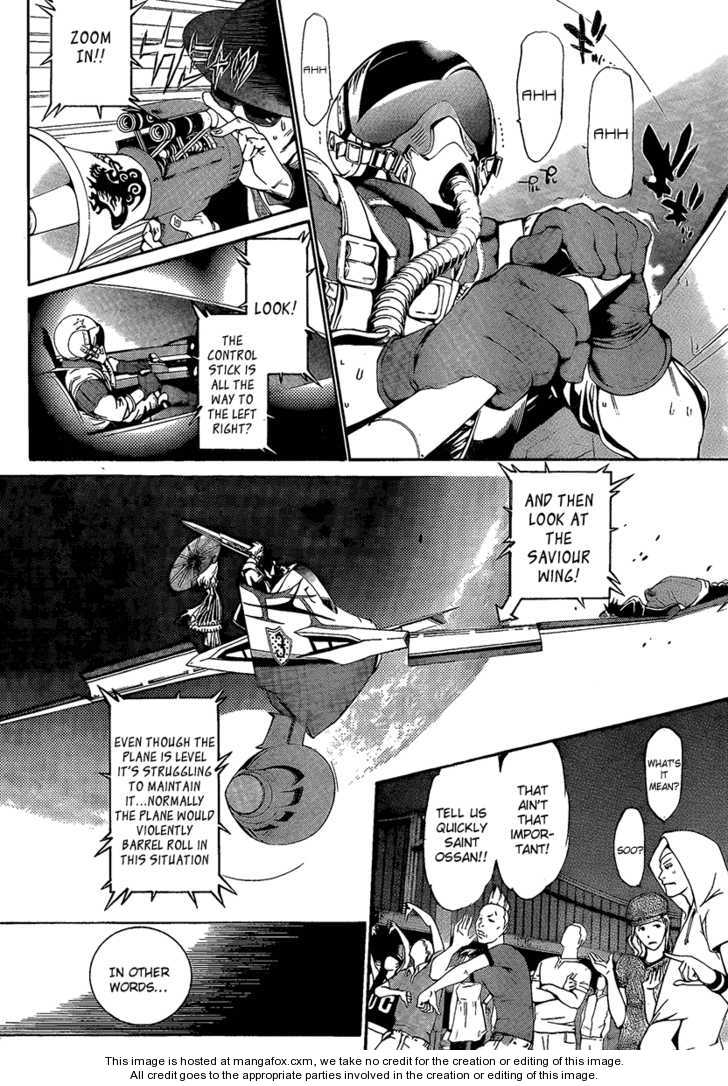 AHH
AHH
AHH
ZOOM
IN!!
LOOK!
THE
CONTROL
STICK IS
ALL THE
WAY TO
THE LEFT
RIGHT?
AND THEN
LOOK AT
THE
SAVIOUR
WING!
EVEN THOUGH THE
PLANE IS LEVEL
IT'S STRUGGLING
TO MAINTAIN
IT...NORMALLY
THE PLANE WOULD
VIOLENTLY
BARREL ROLL IN
THIS SITUATION
WHAT'S
IT
MEAN?
SOO?
THAT
AIN'T
THAT
IMPOR-
TANT!
TELL US
QUICKLY
SAINT
OSSAN!!
IN OTHER
WORDS...
This image is hosted at mangafox.cxm, we take no credit for the creation or editing of this image.
All credit goes to the appropriate parties involved in the creation or editing of this image.